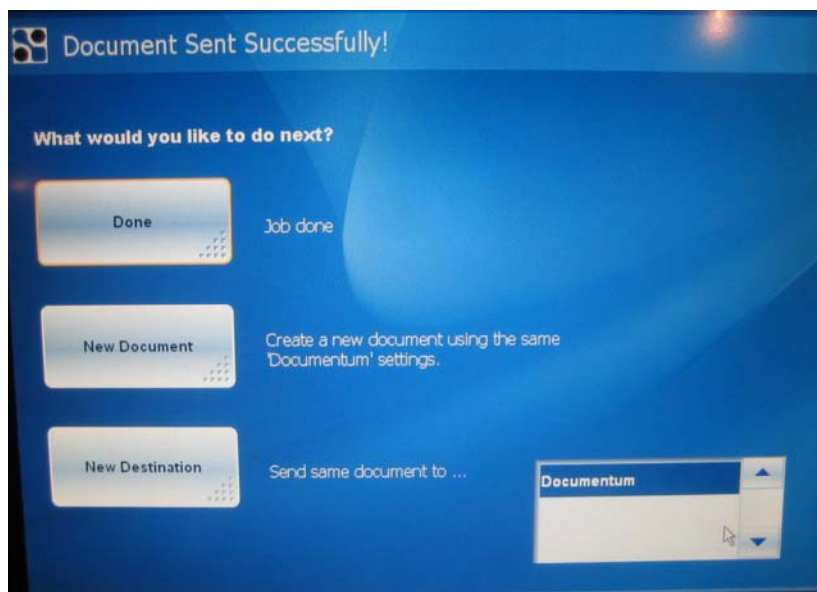 Document Sent Successfully!
What would you like to do next?
Done
Job done
New Document
Create a new document using the same
'Documentum' settings.
New Destination
Send same document to ...
Documentum